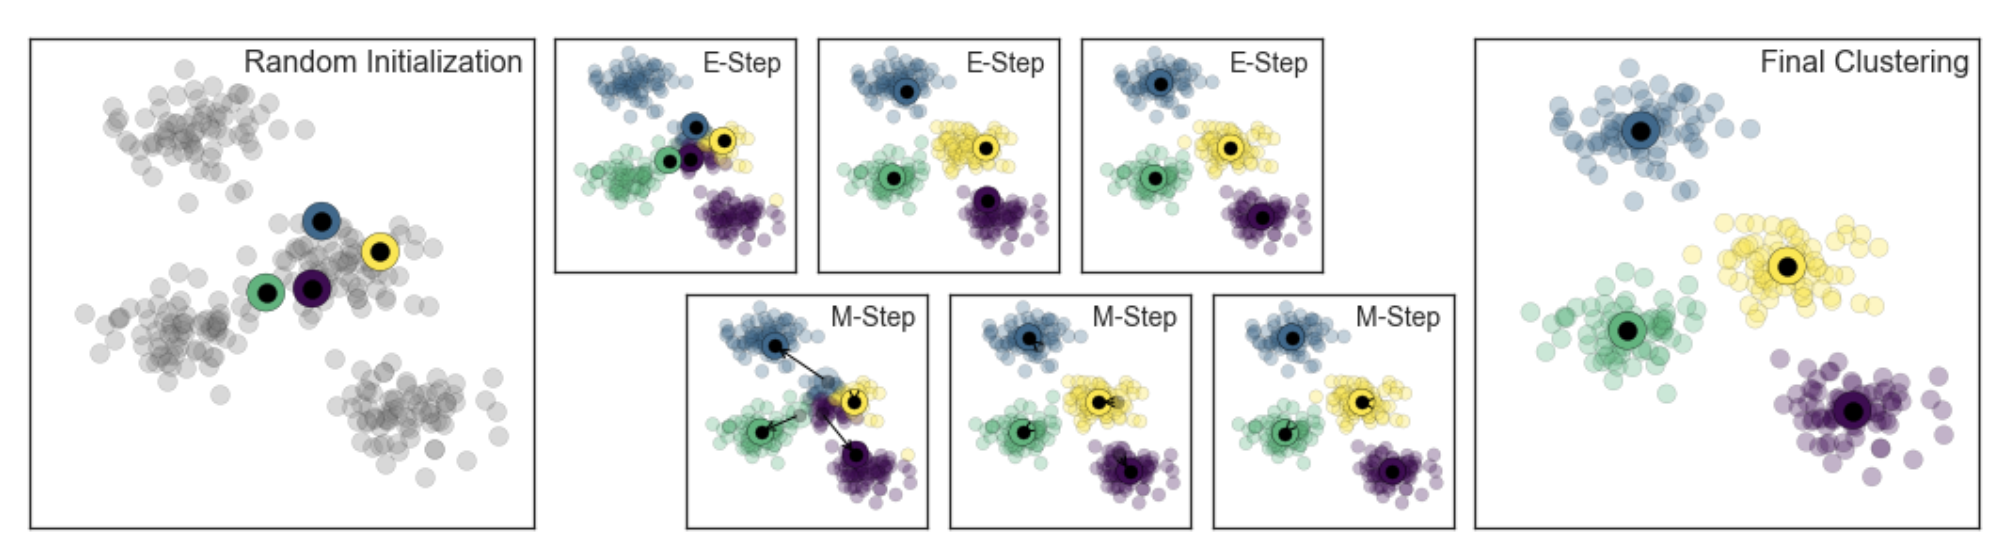 Random Initialization
E-Step
E-Step
E-Step
Final Clustering
M-Step
M-Step
M-Step